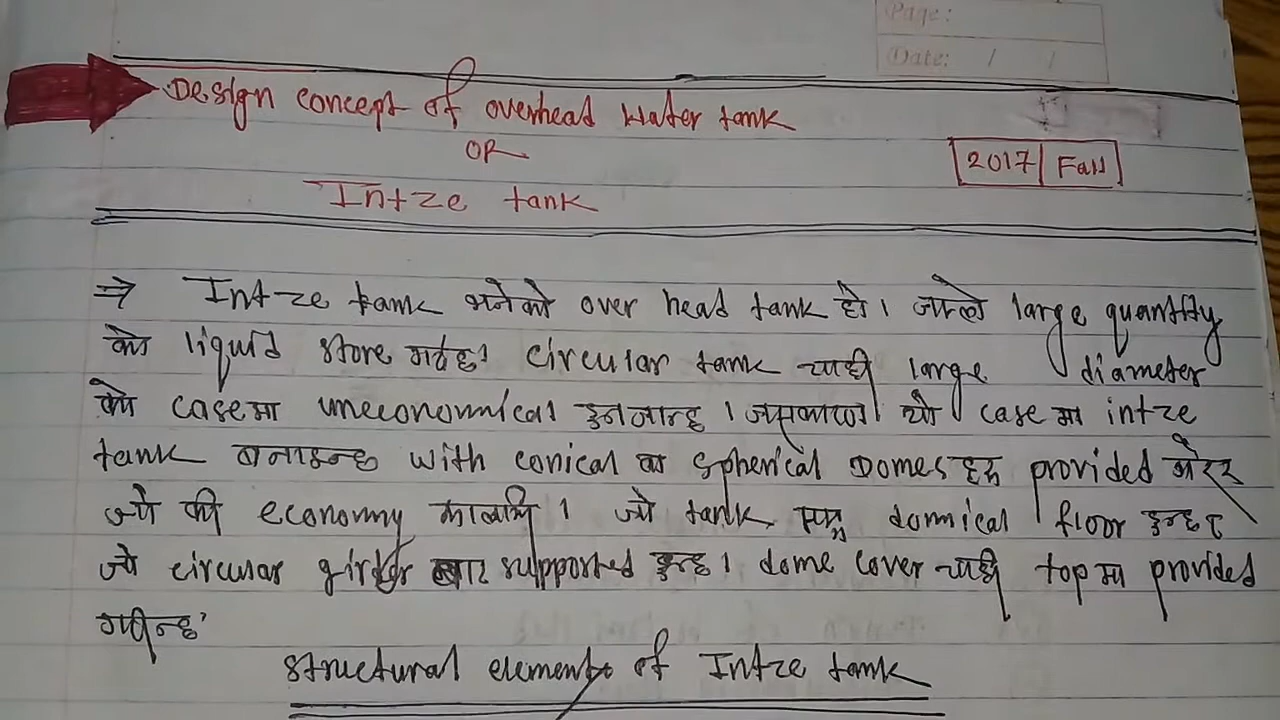 Page:
Date: / /
Design concept of overhead Water tank
OR
2017 Fall
Intze tank
⇒ Intze tank भनेको over head tank हो। जसले large quantity
को liquid store गर्दछ। circular tank चाही large diameter
को case मा uneconomical हुनजान्छ। जसकारण यो case मा intze
tank बनाइन्छ with conical वा spherical Domes हरु provided गरेर
जो की economy कालागि। जो tank मा domical floor हुन्छ र
जो circular girder बाट supported हुन्छ। dome cover चाही top मा provided
गरीन्छ
structural elements of Intze tank